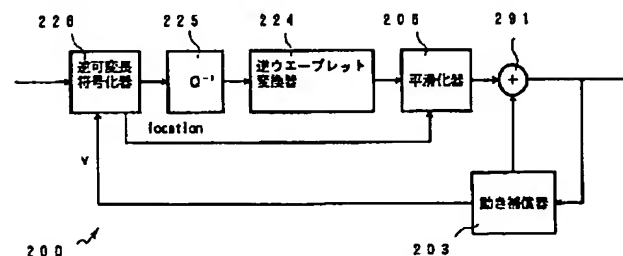 226
225
224
205
291
逆可変長
符号化器
Q⁻¹
逆ウエーブレット
変換器
平滑化器
+
location
v
動き補償器
200
203